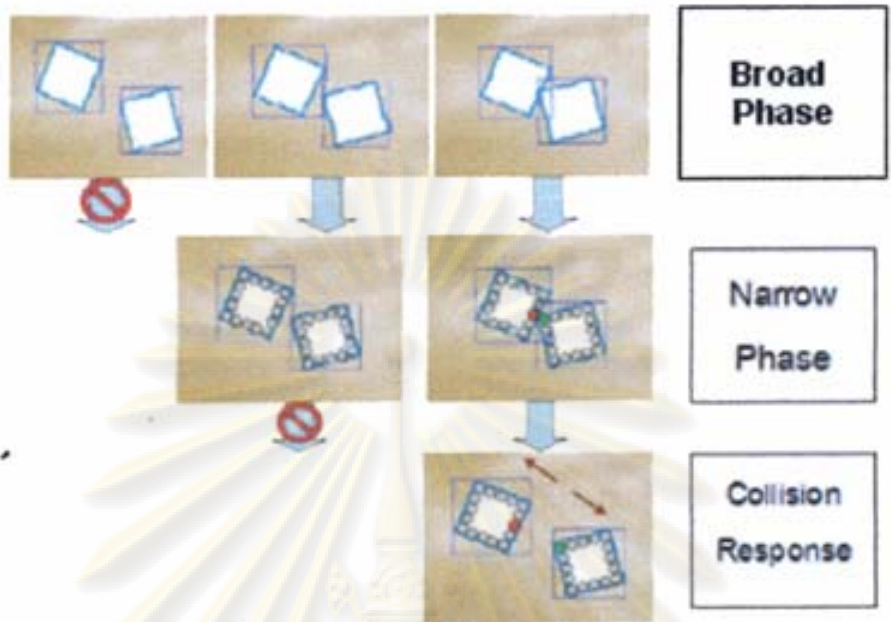 Broad
Phase
Narrow
Phase
Collision
Response